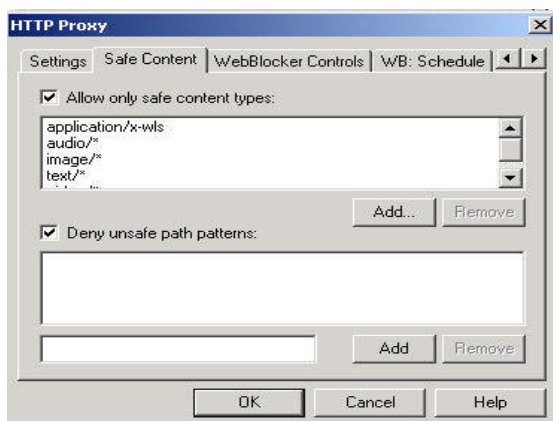 HTTP Proxy
Settings Safe Content WebBlocker Controls WB: Schedule
Allow only safe content types:
application/x-wls
audio/*
image/*
text/*
Add... Remove
Deny unsafe path patterns:
Add Remove
OK Cancel Help